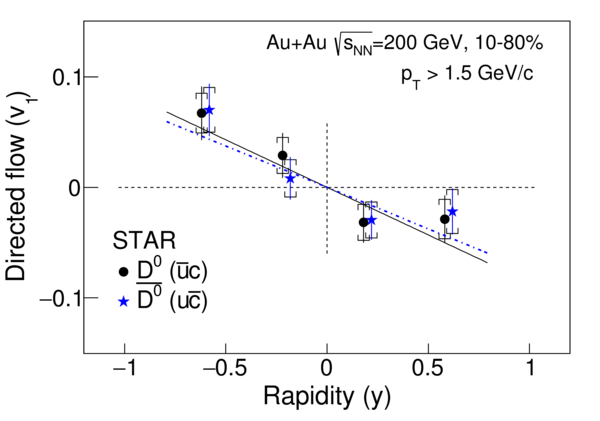 Au+Au √s_NN=200 GeV, 10-80%
p_T > 1.5 GeV/c
Directed flow (v_1)
0.1
0
−0.1
STAR
D^0 (u̅c)
D̅^0̅ (uc̅)
−1 −0.5 0 0.5 1
Rapidity (y)